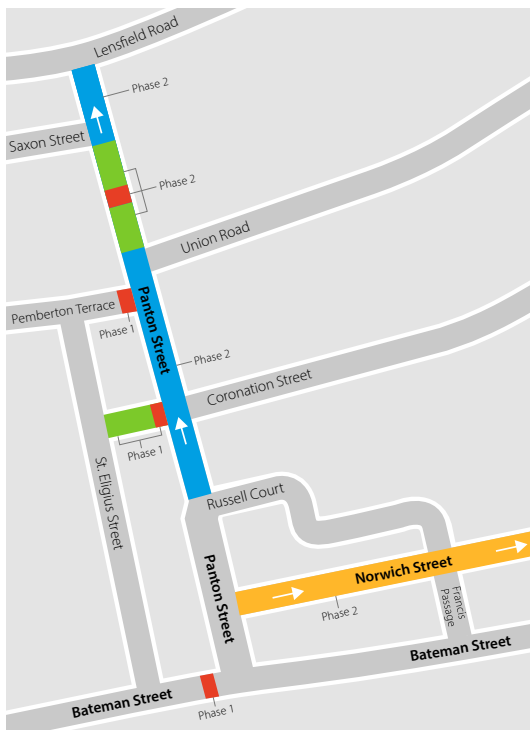 Lensfield Road
Phase 2
Saxon Street
Phase 2
Union Road
Pemberton Terrace
Panton Street
Phase 1
Phase 2
Coronation Street
Phase 1
St. Eligius Street
Russell Court
Panton Street
Norwich Street
Phase 2
Francis
Passage
Bateman Street
Bateman Street
Phase 1